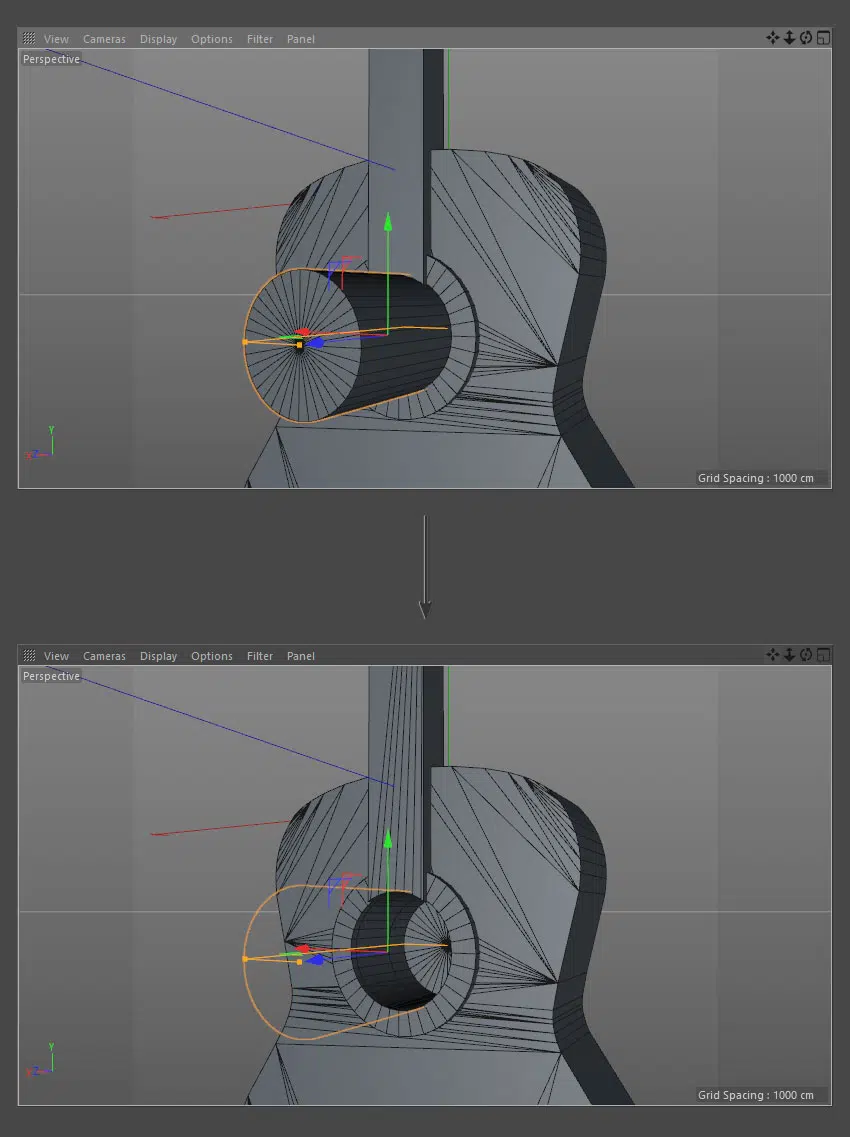 View Cameras Display Options Filter Panel
Perspective
Y
Z
Grid Spacing : 1000 cm
View Cameras Display Options Filter Panel
Perspective
Y
Z
Grid Spacing : 1000 cm